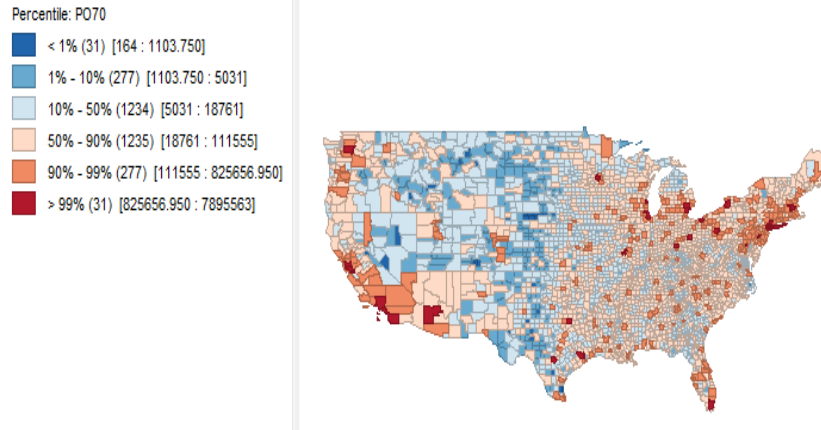 Percentile: PO70
< 1% (31) [164 : 1103.750]
1% - 10% (277) [1103.750 : 5031]
10% - 50% (1234) [5031 : 18761]
50% - 90% (1235) [18761 : 111555]
90% - 99% (277) [111555 : 825656.950]
> 99% (31) [825656.950 : 7895563]